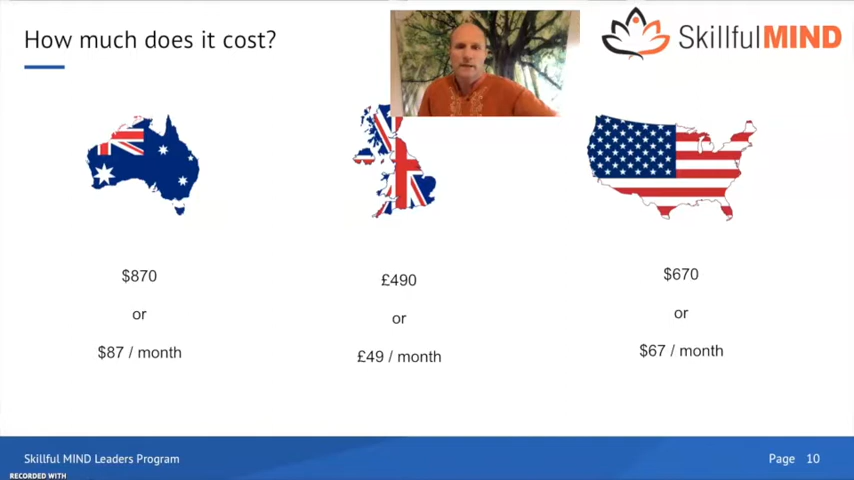 How much does it cost?
SkillfulMIND
$870
or
$87 / month
£490
or
£49 / month
$670
or
$67 / month
Skillful MIND Leaders Program
Page 10
RECORDED WITH